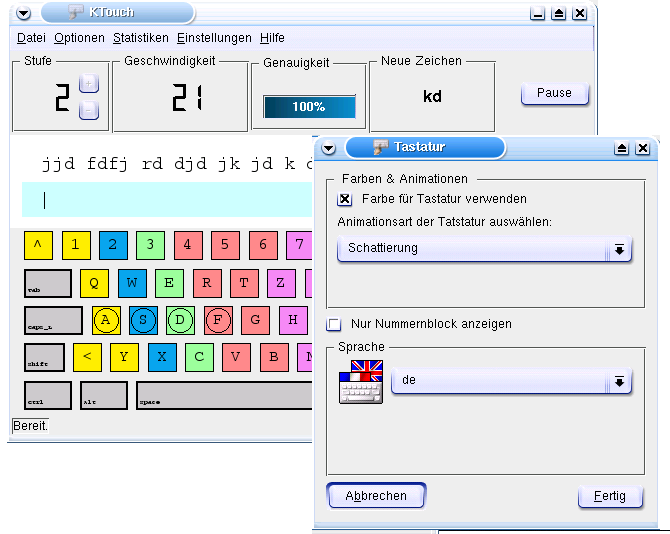 KTouch
Datei Optionen Statistiken Einstellungen Hilfe
Stufe Geschwindigkeit Genauigkeit Neue Zeichen
2 + - 21 100% kd Pause
jjd fdfj rd djd jk jd k d
^ 1 2 3 4 5 6 7
Tab Q W E R T Z
caps_l A S D F G H
shift < Y X C V B
ctrl Alt space
Bereit.
Tastatur
Farben & Animationen
Farbe für Tastatur verwenden
Animationsart der Tatstatur auswählen:
Schattierung
Nur Nummernblock anzeigen
Sprache
de
Abbrechen Fertig